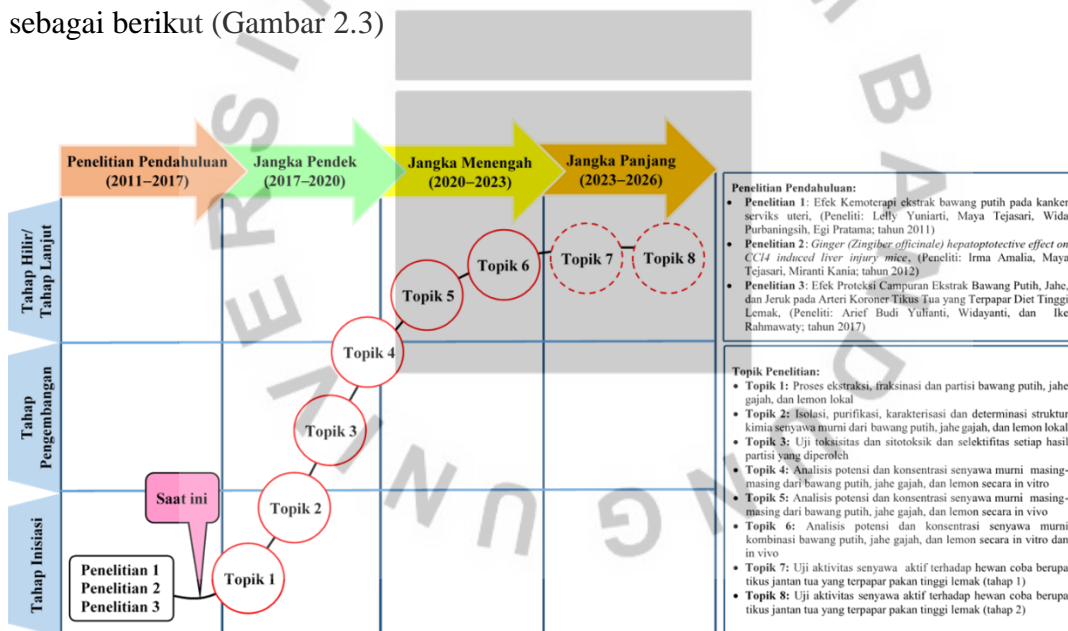 sebagai berikut (Gambar 2.3)
UNIVERSITAS ISLAM BANDUNG
Penelitian Pendahuluan
(2011–2017)
Jangka Pendek
(2017–2020)
Jangka Menengah
(2020–2023)
Jangka Panjang
(2023–2026)
Tahap Hilir/
Tahap Lanjut
Tahap
Pengembangan
Tahap Inisiasi
Saat ini
Penelitian 1
Penelitian 2
Penelitian 3
Topik 1
Topik 2
Topik 3
Topik 4
Topik 5
Topik 6
Topik 7
Topik 8
Penelitian Pendahuluan:
• Penelitian 1: Efek Kemoterapi ekstrak bawang putih pada kanker
serviks uteri, (Peneliti: Lelly Yuniarti, Maya Tejasari, Wida
Purbaningsih, Egi Pratama; tahun 2011)
• Penelitian 2: Ginger (Zingiber officinale) hepatoptotective effect on
CCl4 induced liver injury mice, (Peneliti: Irma Amalia, Maya
Tejasari, Miranti Kania; tahun 2012)
• Penelitian 3: Efek Proteksi Campuran Ekstrak Bawang Putih, Jahe,
dan Jeruk pada Arteri Koroner Tikus Tua yang Terpapar Diet Tinggi
Lemak, (Peneliti: Arief Budi Yulianti, Widayanti, dan Ike
Rahmawaty; tahun 2017)
Topik Penelitian:
• Topik 1: Proses ekstraksi, fraksinasi dan partisi bawang putih, jahe
gajah, dan lemon lokal
• Topik 2: Isolasi, purifikasi, karakterisasi dan determinasi struktur
kimia senyawa murni dari bawang putih, jahe gajah, dan lemon lokal
• Topik 3: Uji toksisitas dan sitotoksik dan selektifitas setiap hasil
partisi yang diperoleh
• Topik 4: Analisis potensi dan konsentrasi senyawa murni masing-
masing dari bawang putih, jahe gajah, dan lemon secara in vitro
• Topik 5: Analisis potensi dan konsentrasi senyawa murni masing-
masing dari bawang putih, jahe gajah, dan lemon secara in vivo
• Topik 6: Analisis potensi dan konsentrasi senyawa murni
kombinasi bawang putih, jahe gajah, dan lemon secara in vitro dan
in vivo
• Topik 7: Uji aktivitas senyawa aktif terhadap hewan coba berupa
tikus jantan tua yang terpapar pakan tinggi lemak (tahap 1)
• Topik 8: Uji aktivitas senyawa aktif terhadap hewan coba berupa
tikus jantan tua yang terpapar pakan tinggi lemak (tahap 2)